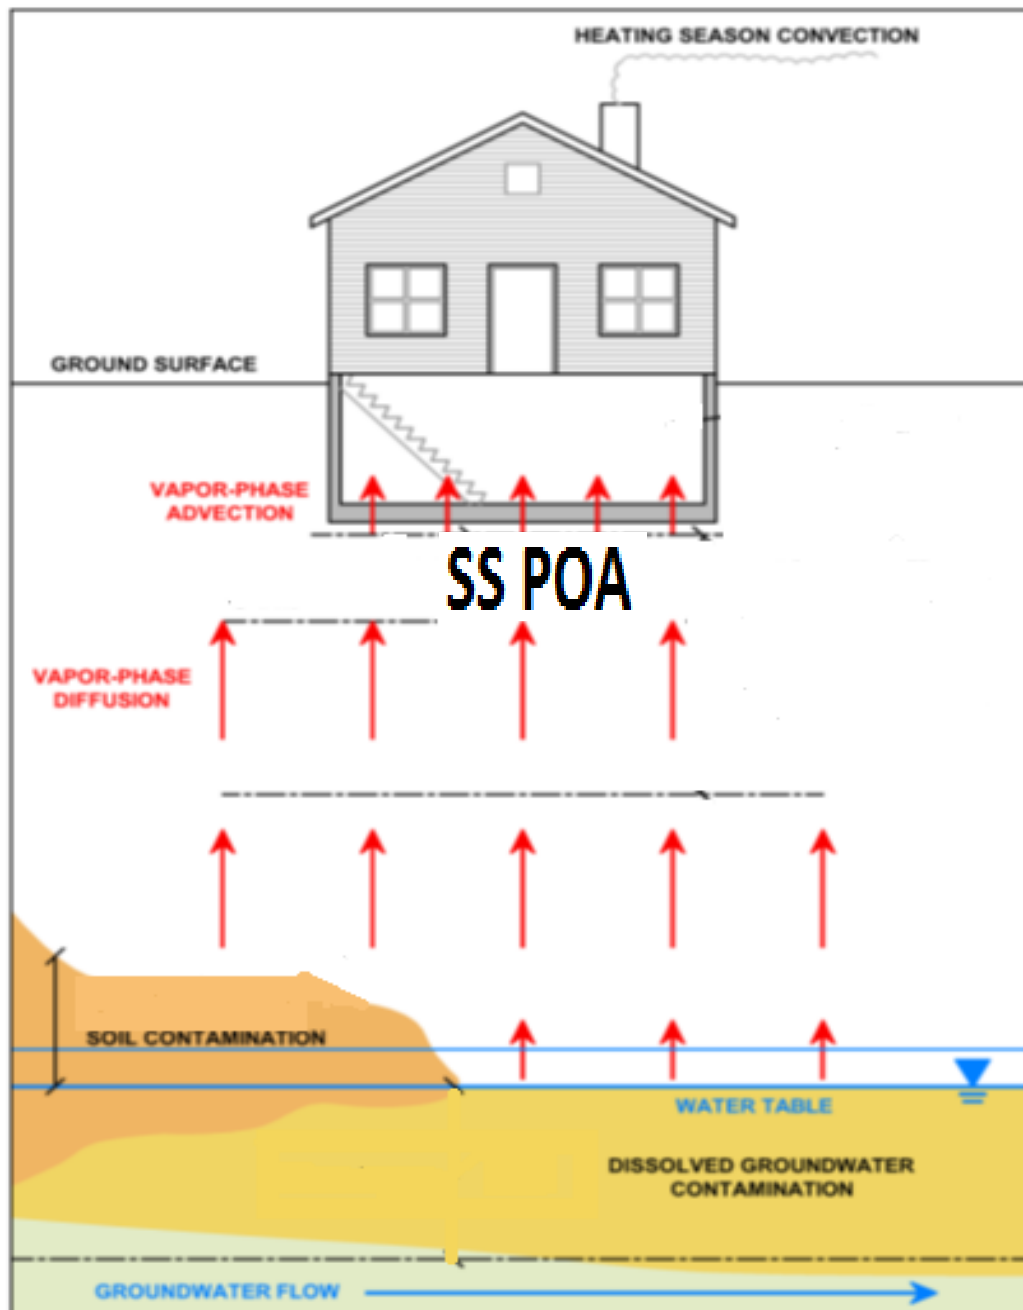 HEATING SEASON CONVECTION
GROUND SURFACE
VAPOR-PHASE
ADVECTION
SS POA
VAPOR-PHASE
DIFFUSION
SOIL CONTAMINATION
WATER TABLE
DISSOLVED GROUNDWATER
CONTAMINATION
GROUNDWATER FLOW